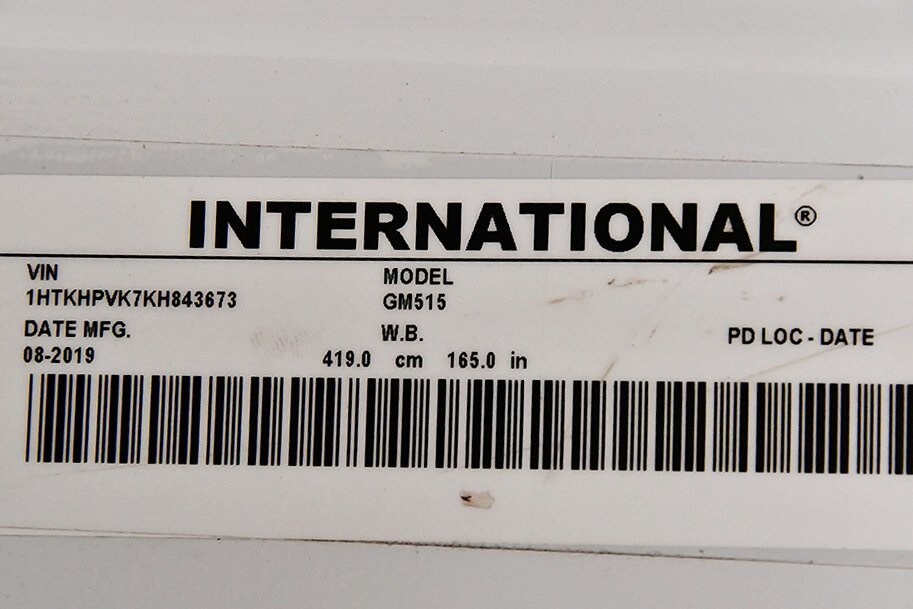 INTERNATIONAL®
VIN
1HTKHPVK7KH843673
MODEL
GM515
DATE MFG.
08-2019
W.B.
419.0 cm 165.0 in
PD LOC - DATE